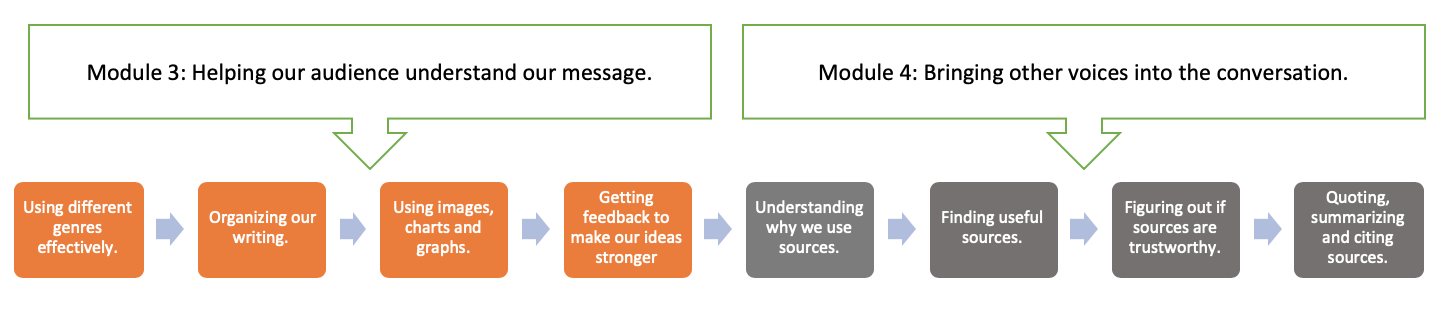 Module 3: Helping our audience understand our message.
Module 4: Bringing other voices into the conversation.
Using different
genres
effectively.
Organizing our
writing.
Using images,
charts and
graphs.
Getting
feedback to
make our ideas
stronger
Understanding
why we use
sources.
Finding useful
sources.
Figuring out if
sources are
trustworthy.
Quoting,
summarizing
and citing
sources.